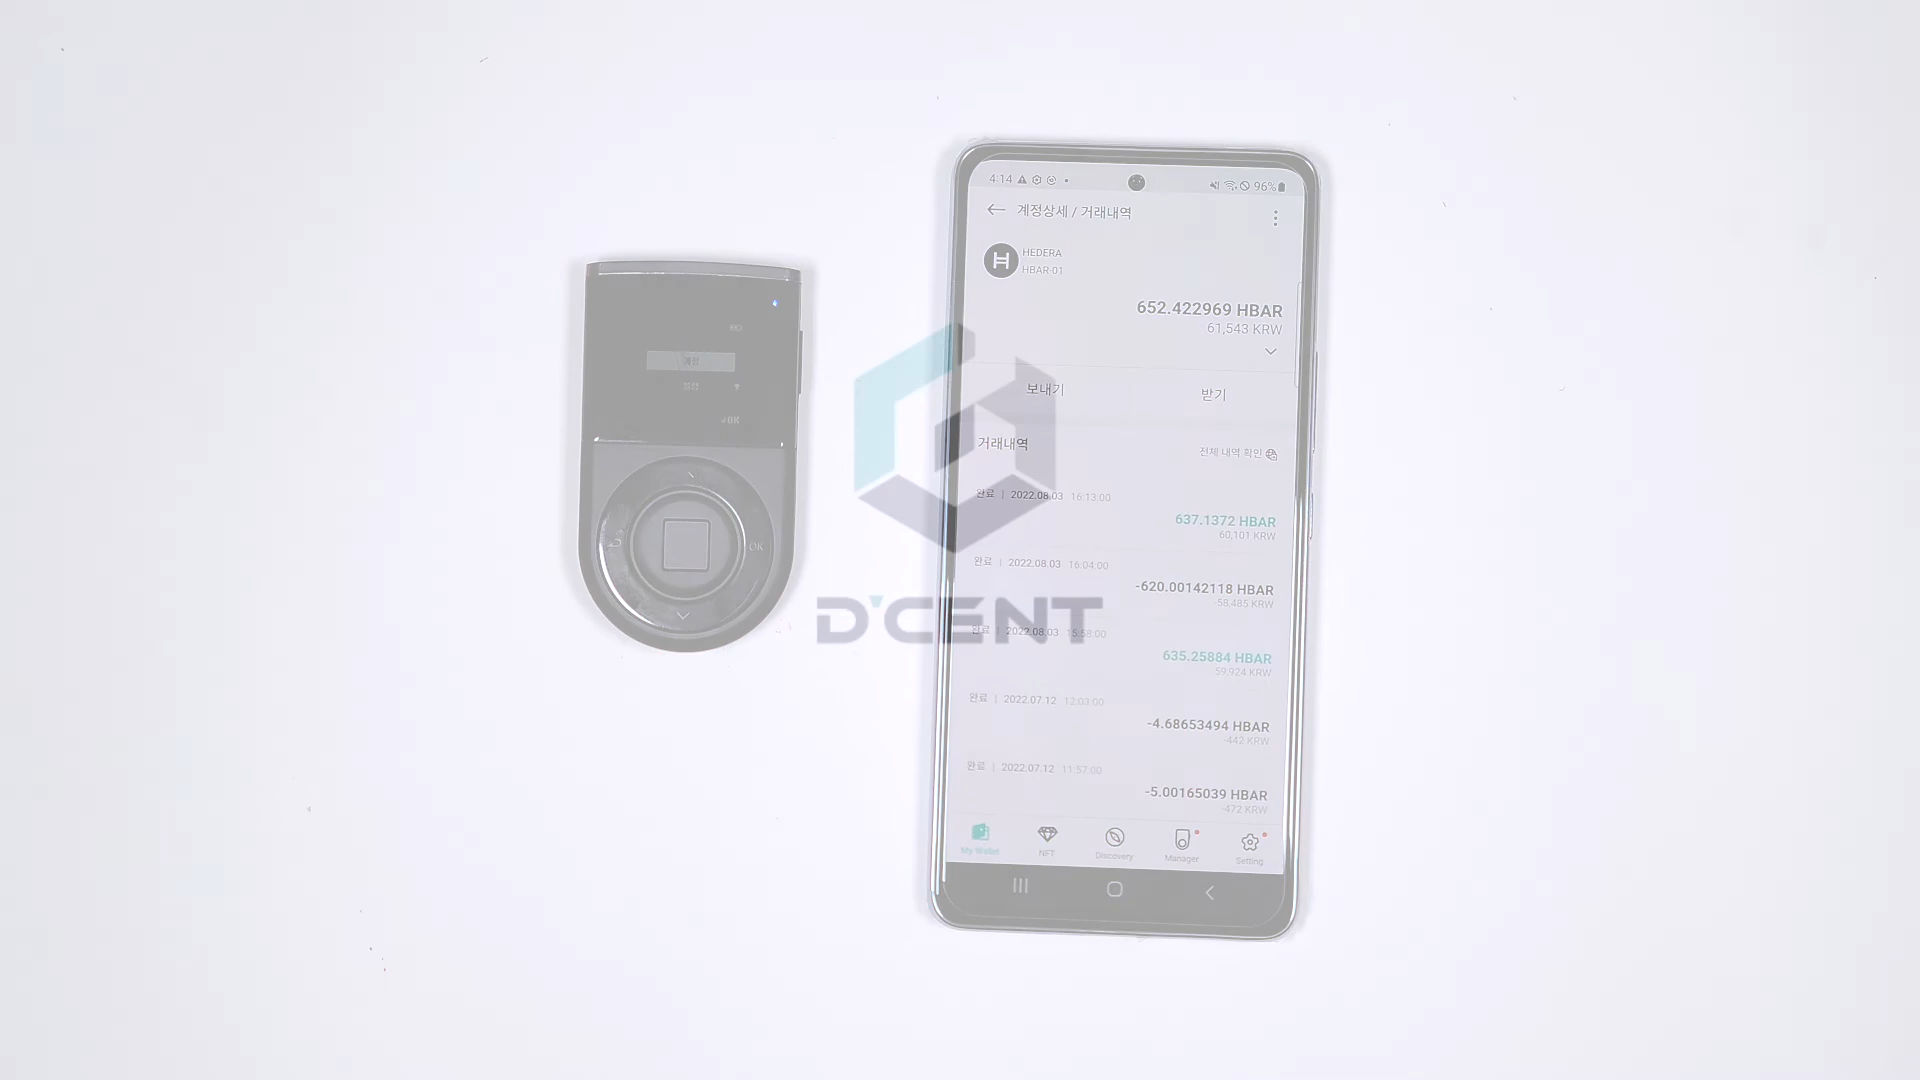 계정
설정
OK
OK
4:14
96%
계정상세 / 거래내역
HEDERA
HBAR-01
652.422969 HBAR
61,543 KRW
보내기
받기
거래내역
전체 내역 확인
완료 | 2022.08.03 16:13:00
637.1372 HBAR
60,101 KRW
완료 | 2022.08.03 16:04:00
-620.00142118 HBAR
-58,485 KRW
완료 | 2022.08.03 15:58:00
635.25884 HBAR
59,924 KRW
완료 | 2022.07.12 12:03:00
-4.68653494 HBAR
-442 KRW
완료 | 2022.07.12 11:57:00
-5.00165039 HBAR
-472 KRW
My Wallet
NFT
Discovery
Manager
Setting
D'CENT